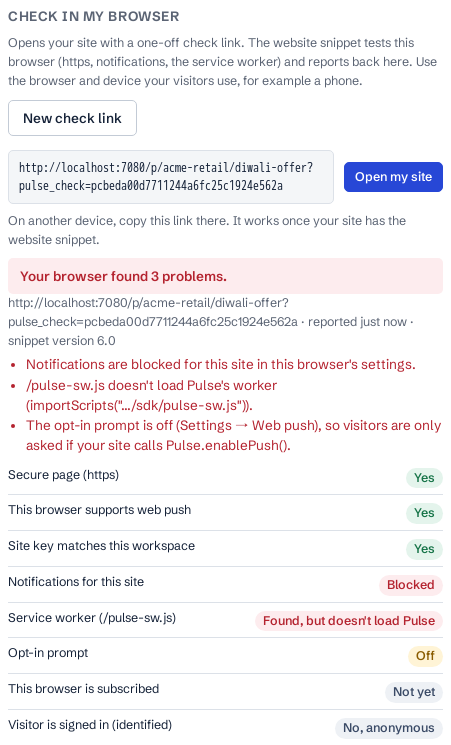 CHECK IN MY BROWSER
Opens your site with a one-off check link. The website snippet tests this
browser (https, notifications, the service worker) and reports back here. Use
the browser and device your visitors use, for example a phone.
New check link
http://localhost:7080/p/acme-retail/diwali-offer?
pulse_check=pcbeda00d7711244a6fc25c1924e562a
Open my site
On another device, copy this link there. It works once your site has the
website snippet.
Your browser found 3 problems.
http://localhost:7080/p/acme-retail/diwali-offer?
pulse_check=pcbeda00d7711244a6fc25c1924e562a · reported just now ·
snippet version 6.0
• Notifications are blocked for this site in this browser's settings.
• /pulse-sw.js doesn't load Pulse's worker
(importScripts("…/sdk/pulse-sw.js")).
• The opt-in prompt is off (Settings → Web push), so visitors are only
asked if your site calls Pulse.enablePush().
Secure page (https) Yes
This browser supports web push Yes
Site key matches this workspace Yes
Notifications for this site Blocked
Service worker (/pulse-sw.js) Found, but doesn't load Pulse
Opt-in prompt Off
This browser is subscribed Not yet
Visitor is signed in (identified) No, anonymous